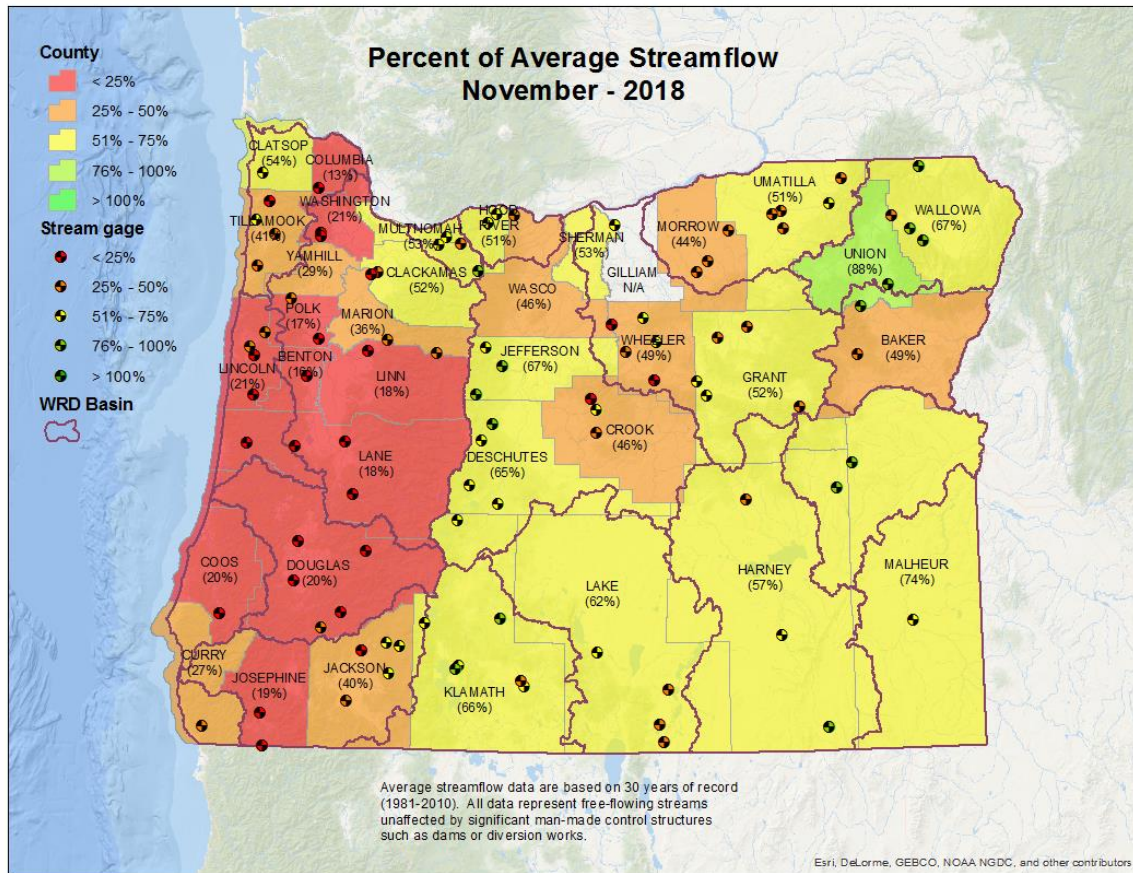 Percent of Average Streamflow
November - 2018
County
< 25%
25% - 50%
51% - 75%
76% - 100%
> 100%
Stream gage
< 25%
25% - 50%
51% - 75%
76% - 100%
> 100%
WRD Basin
CLATSOP
(54%)
COLUMBIA
(13%)
WASHINGTON
(21%)
TILLAMOOK
(41%)
MULTNOMAH
(53%)
HOOD
RIVER
(51%)
SHERMAN
(53%)
GILLIAM
N/A
MORROW
(44%)
UMATILLA
(51%)
WALLOWA
(67%)
UNION
(88%)
YAMHILL
(29%)
CLACKAMAS
(52%)
WASCO
(46%)
POLK
(17%)
MARION
(36%)
WHEELER
(49%)
BAKER
(49%)
LINCOLN
(21%)
BENTON
(16%)
LINN
(18%)
JEFFERSON
(67%)
GRANT
(52%)
CROOK
(46%)
LANE
(18%)
DESCHUTES
(65%)
COOS
(20%)
DOUGLAS
(20%)
LAKE
(62%)
HARNEY
(57%)
MALHEUR
(74%)
CURRY
(27%)
JOSEPHINE
(19%)
JACKSON
(40%)
KLAMATH
(66%)
Average streamflow data are based on 30 years of record
(1981-2010). All data represent free-flowing streams
unaffected by significant man-made control structures
such as dams or diversion works.
Esri, DeLorme, GEBCO, NOAA NGDC, and other contributors